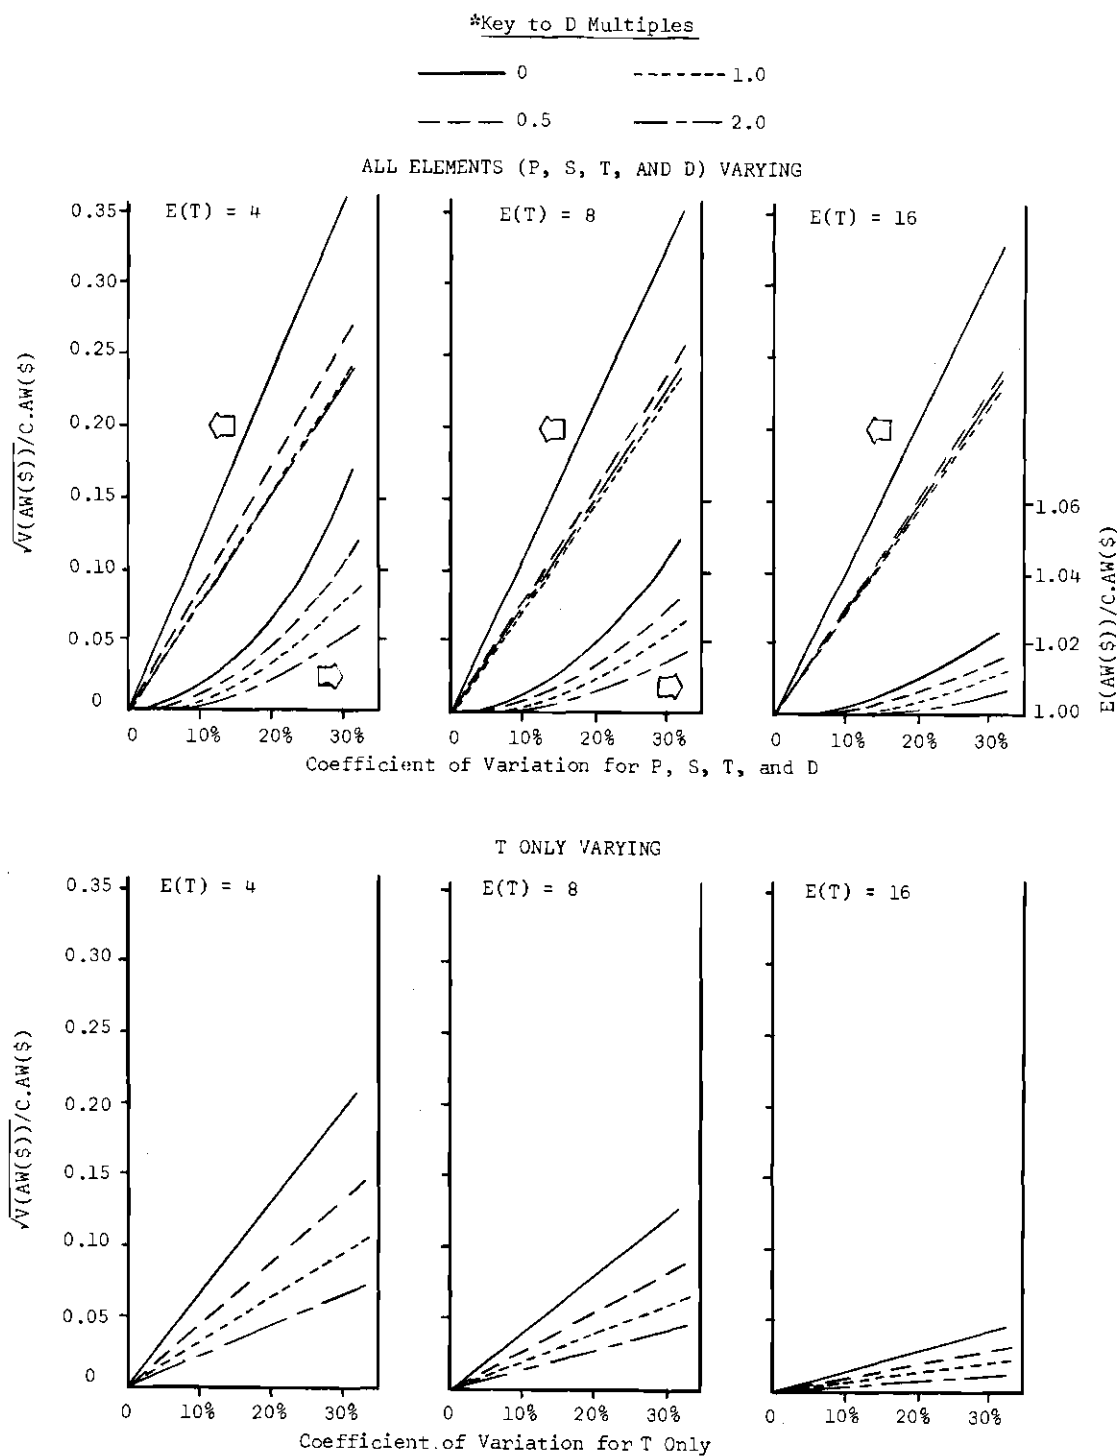 *Key to D Multiples
0
1.0
0.5
2.0
ALL ELEMENTS (P, S, T, AND D) VARYING
E(T) = 4
E(T) = 8
E(T) = 16
0.35
0.30
0.25
0.20
0.15
0.10
0.05
0
√V(AW($))/C.AW($)
1.06
1.04
1.02
1.00
E(AW($))/C.AW($)
0 10% 20% 30%
0 10% 20% 30%
0 10% 20% 30%
Coefficient of Variation for P, S, T, and D
T ONLY VARYING
E(T) = 4
E(T) = 8
E(T) = 16
0.35
0.30
0.25
0.20
0.15
0.10
0.05
0
√V(AW($))/C.AW($)
0 10% 20% 30%
0 10% 20% 30%
0 10% 20% 30%
Coefficient of Variation for T Only